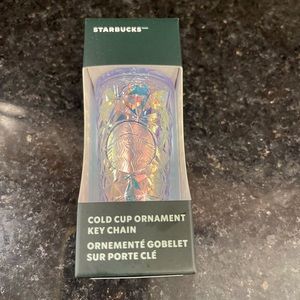 STARBUCKS
COLD CUP ORNAMENT
KEY CHAIN
ORNEMENTÉ GOBELET
SUR PORTE CLÉ